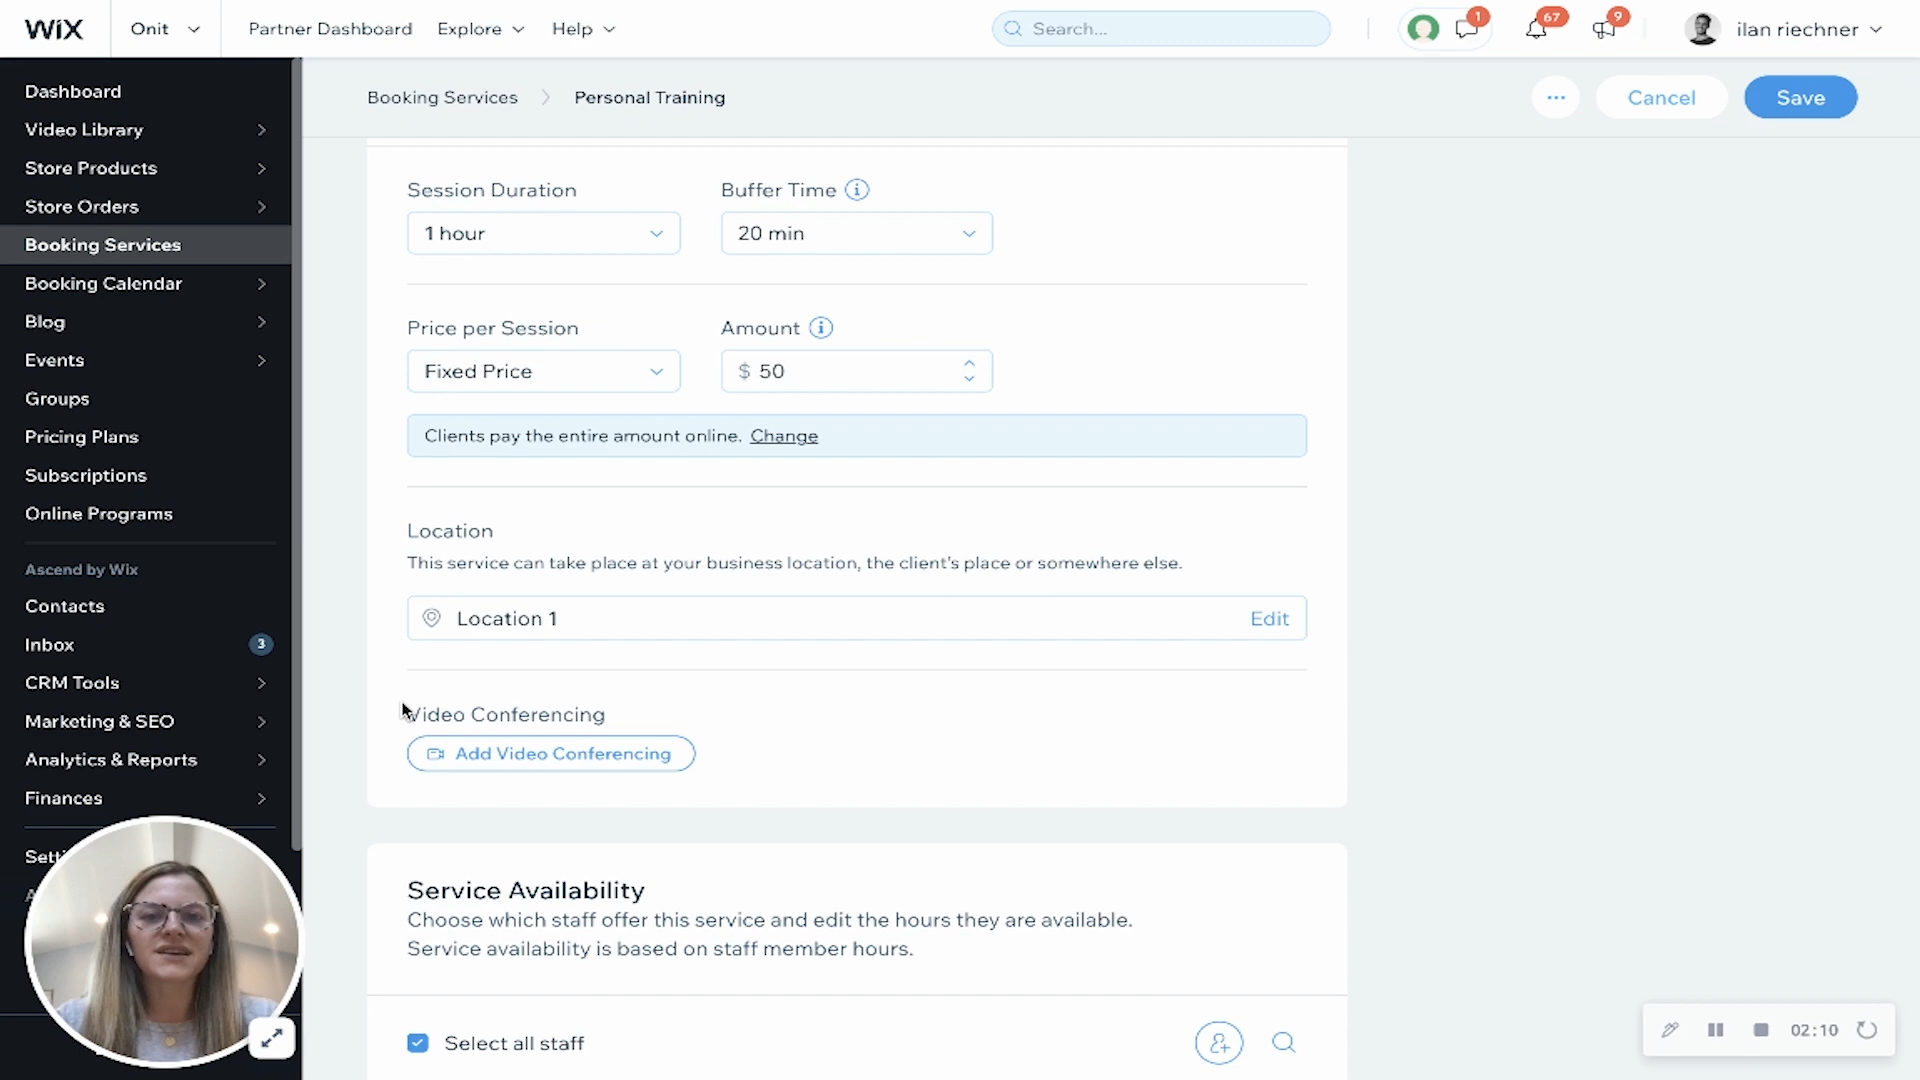 WiX
Onit
Partner Dashboard
Explore
Help
Search...
1
67
9
ilan riechner
Dashboard
Video Library
Store Products
Store Orders
Booking Services
Booking Calendar
Blog
Events
Groups
Pricing Plans
Subscriptions
Online Programs
Ascend by Wix
Contacts
Inbox
3
CRM Tools
Marketing & SEO
Analytics & Reports
Finances
Booking Services
Personal Training
...
Cancel
Save
Session Duration
Buffer Time
1 hour
20 min
Price per Session
Amount
Fixed Price
$ 50
Clients pay the entire amount online. Change
Location
This service can take place at your business location, the client's place or somewhere else.
Location 1
Edit
Video Conferencing
Add Video Conferencing
Service Availability
Choose which staff offer this service and edit the hours they are available.
Service availability is based on staff member hours.
Select all staff
02:10